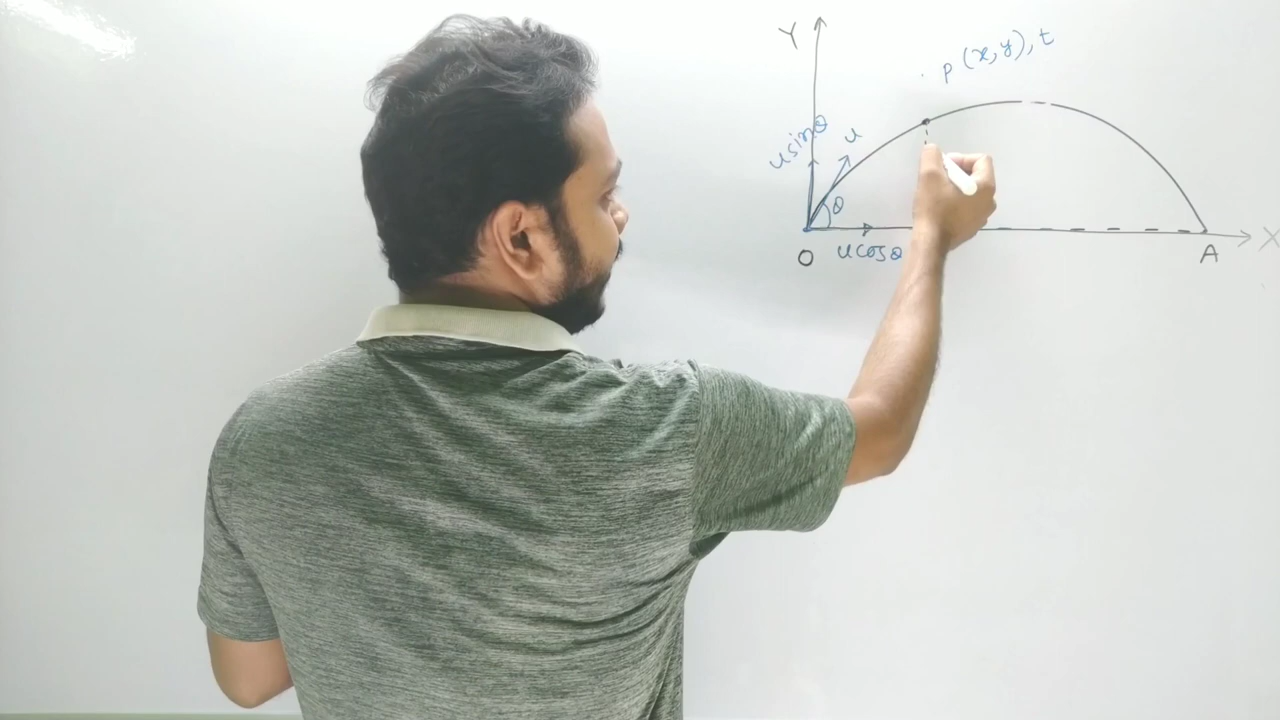 Y
P (x, y), t
u sinθ
u
θ
O
u cosθ
A
X